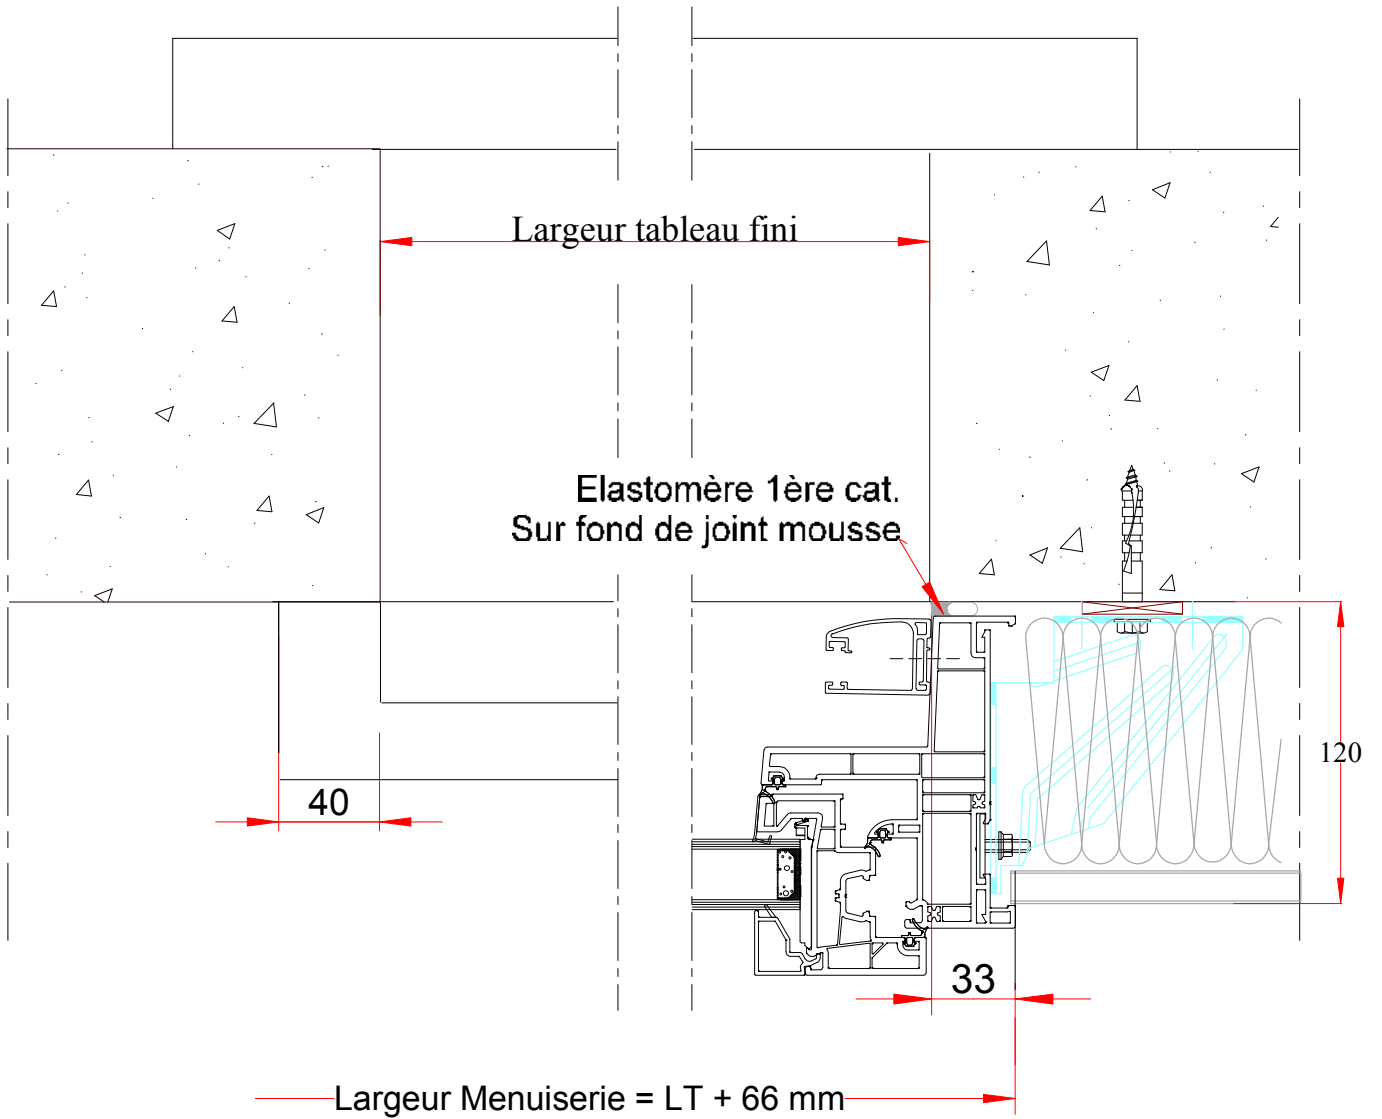 Largeur tableau fini
Elastomère 1ère cat.
Sur fond de joint mousse
120
40
33
Largeur Menuiserie = LT + 66 mm